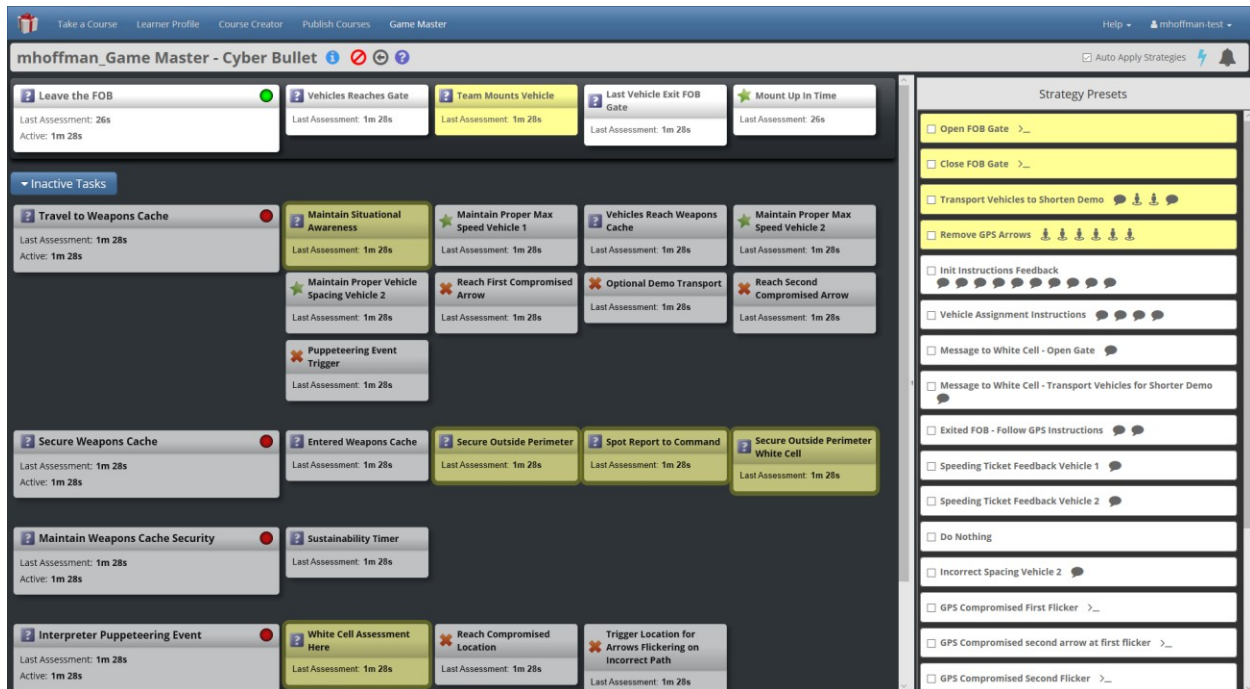 Take a Course Learner Profile Course Creator Publish Courses Game Master Help mhoffman-test
mhoffman_Game Master - Cyber Bullet
Auto Apply Strategies
Leave the FOB
Last Assessment: 26s
Active: 1m 28s
Vehicles Reaches Gate
Last Assessment: 1m 28s
Team Mounts Vehicle
Last Assessment: 1m 28s
Last Vehicle Exit FOB
Gate
Last Assessment: 1m 28s
Mount Up In Time
Last Assessment: 26s
Inactive Tasks
Travel to Weapons Cache
Last Assessment: 1m 28s
Active: 1m 28s
Maintain Situational
Awareness
Last Assessment: 1m 28s
Maintain Proper Max
Speed Vehicle 1
Last Assessment: 1m 28s
Vehicles Reach Weapons
Cache
Last Assessment: 1m 28s
Maintain Proper Max
Speed Vehicle 2
Last Assessment: 1m 28s
Maintain Proper Vehicle
Spacing Vehicle 2
Last Assessment: 1m 28s
Reach First Compromised
Arrow
Last Assessment: 1m 28s
Optional Demo Transport
Last Assessment: 1m 28s
Reach Second
Compromised Arrow
Last Assessment: 1m 28s
Puppeteering Event
Trigger
Last Assessment: 1m 28s
Secure Weapons Cache
Last Assessment: 1m 28s
Active: 1m 28s
Entered Weapons Cache
Last Assessment: 1m 28s
Secure Outside Perimeter
Last Assessment: 1m 28s
Spot Report to Command
Last Assessment: 1m 28s
Secure Outside Perimeter
White Cell
Last Assessment: 1m 28s
Maintain Weapons Cache Security
Last Assessment: 1m 28s
Active: 1m 28s
Sustainability Timer
Last Assessment: 1m 28s
Interpreter Puppeteering Event
Last Assessment: 1m 28s
Active: 1m 28s
White Cell Assessment
Here
Last Assessment: 1m 28s
Reach Compromised
Location
Last Assessment: 1m 28s
Trigger Location for
Arrows Flickering on
Incorrect Path
Last Assessment: 1m 28s
Strategy Presets
Open FOB Gate >_
Close FOB Gate >_
Transport Vehicles to Shorten Demo
Remove GPS Arrows
Init Instructions Feedback
Vehicle Assignment Instructions
Message to White Cell - Open Gate
Message to White Cell - Transport Vehicles for Shorter Demo
Exited FOB - Follow GPS Instructions
Speeding Ticket Feedback Vehicle 1
Speeding Ticket Feedback Vehicle 2
Do Nothing
Incorrect Spacing Vehicle 2
GPS Compromised First Flicker >_
GPS Compromised second arrow at first flicker >_
GPS Compromised Second Flicker >_